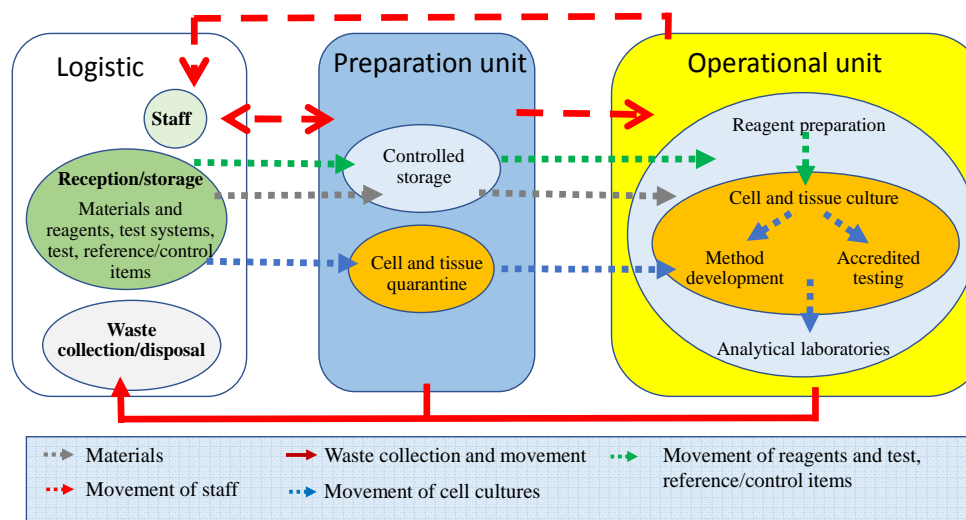 Logistic
Staff
Reception/storage
Materials and
reagents, test systems,
test, reference/control
items
Waste
collection/disposal
Preparation unit
Controlled
storage
Cell and tissue
quarantine
Operational unit
Reagent preparation
Cell and tissue culture
Method
development
Accredited
testing
Analytical laboratories
Materials
Waste collection and movement
Movement of reagents and test,
reference/control items
Movement of staff
Movement of cell cultures